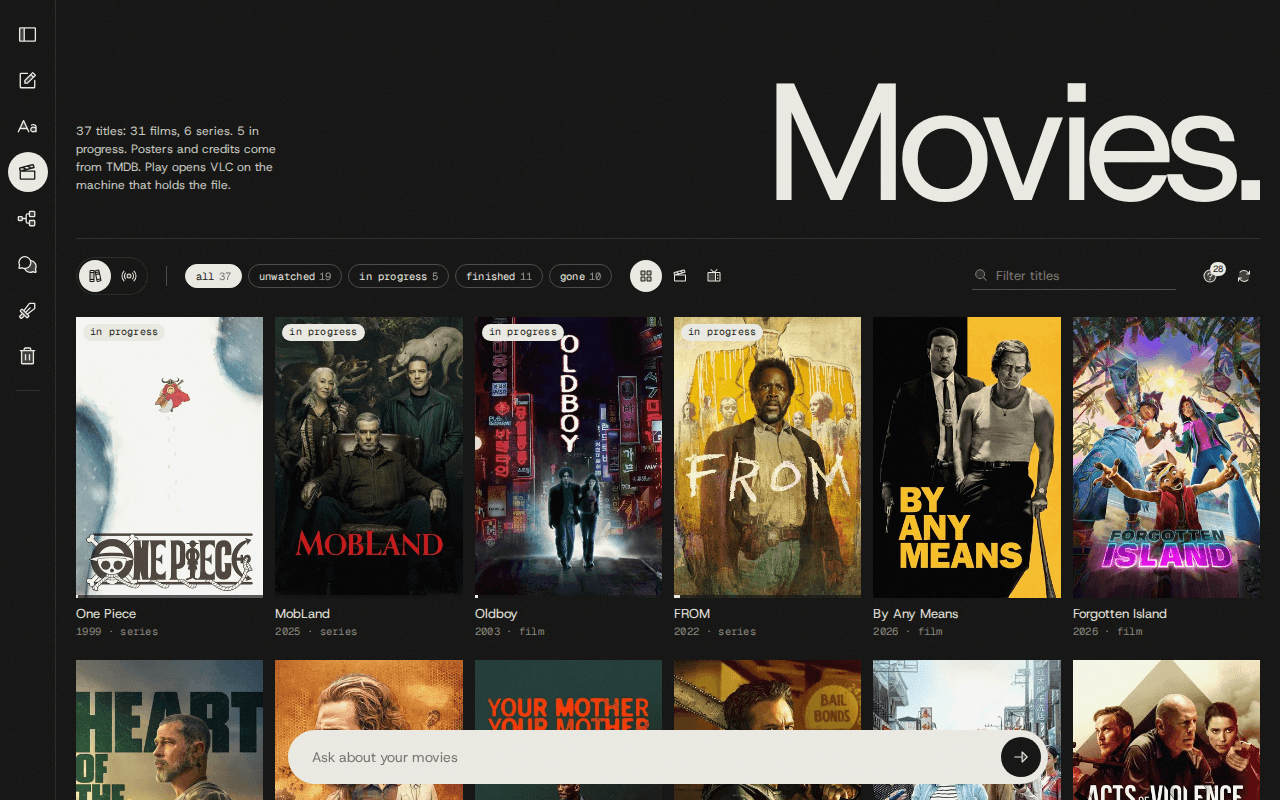 Aa
37 titles: 31 films, 6 series. 5 in
progress. Posters and credits come
from TMDB. Play opens VLC on the
machine that holds the file.
Movies.
all 37
unwatched 19
in progress 5
finished 11
gone 10
Filter titles
28
in progress
in progress
in progress
in progress
ONE PIECE
MOBLAND
OLDBOY
FROM
BY
ANY
MEANS
FORGOTTEN
ISLAND
One Piece
MobLand
Oldboy
FROM
By Any Means
Forgotten Island
1999 · series
2025 · series
2003 · film
2022 · series
2026 · film
2026 · film
HEART
OF
THE
YOUR MOTHER
YOUR MOTHER
BAIL
BONDS
ACTS OF VIOLENCE
Ask about your movies